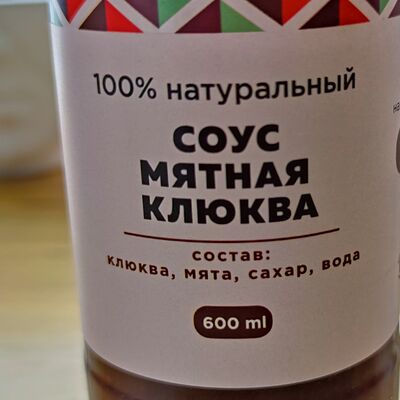 100% натуральный
СОУС
МЯТНАЯ
КЛЮКВА
состав:
клюква, мята, сахар, вода
600 ml